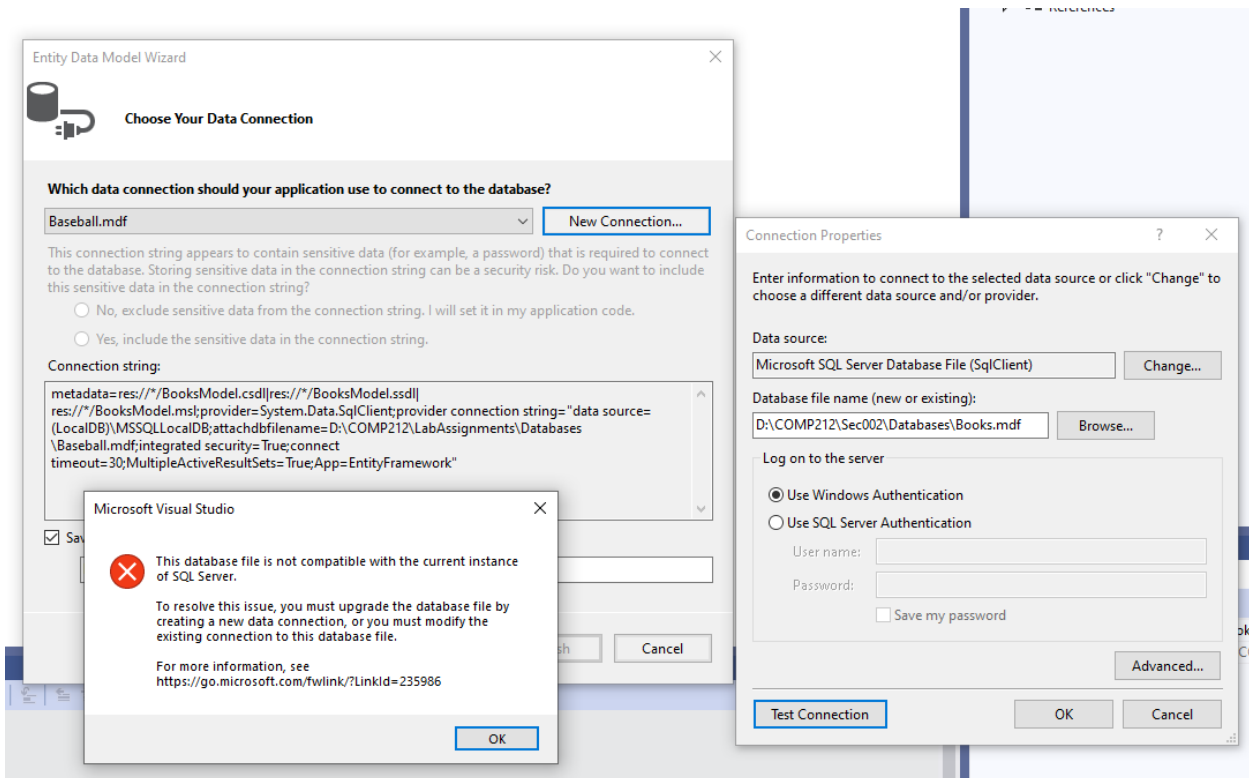 References
Entity Data Model Wizard
Choose Your Data Connection
Which data connection should your application use to connect to the database?
Baseball.mdf
New Connection...
This connection string appears to contain sensitive data (for example, a password) that is required to connect
to the database. Storing sensitive data in the connection string can be a security risk. Do you want to include
this sensitive data in the connection string?
No, exclude sensitive data from the connection string. I will set it in my application code.
Yes, include the sensitive data in the connection string.
Connection string:
metadata=res://*/BooksModel.csdl|res://*/BooksModel.ssdl|
res://*/BooksModel.msl;provider=System.Data.SqlClient;provider connection string="data source=
(LocalDB)\MSSQLLocalDB;attachdbfilename=D:\COMP212\LabAssignments\Databases
\Baseball.mdf;integrated security=True;connect
timeout=30;MultipleActiveResultSets=True;App=EntityFramework"
Cancel
Microsoft Visual Studio
This database file is not compatible with the current instance
of SQL Server.
To resolve this issue, you must upgrade the database file by
creating a new data connection, or you must modify the
existing connection to this database file.
For more information, see
https://go.microsoft.com/fwlink/?LinkId=235986
OK
Connection Properties
?
Enter information to connect to the selected data source or click "Change" to
choose a different data source and/or provider.
Data source:
Microsoft SQL Server Database File (SqlClient)
Change...
Database file name (new or existing):
D:\COMP212\Sec002\Databases\Books.mdf
Browse...
Log on to the server
Use Windows Authentication
Use SQL Server Authentication
User name:
Password:
Save my password
Advanced...
Test Connection
OK
Cancel